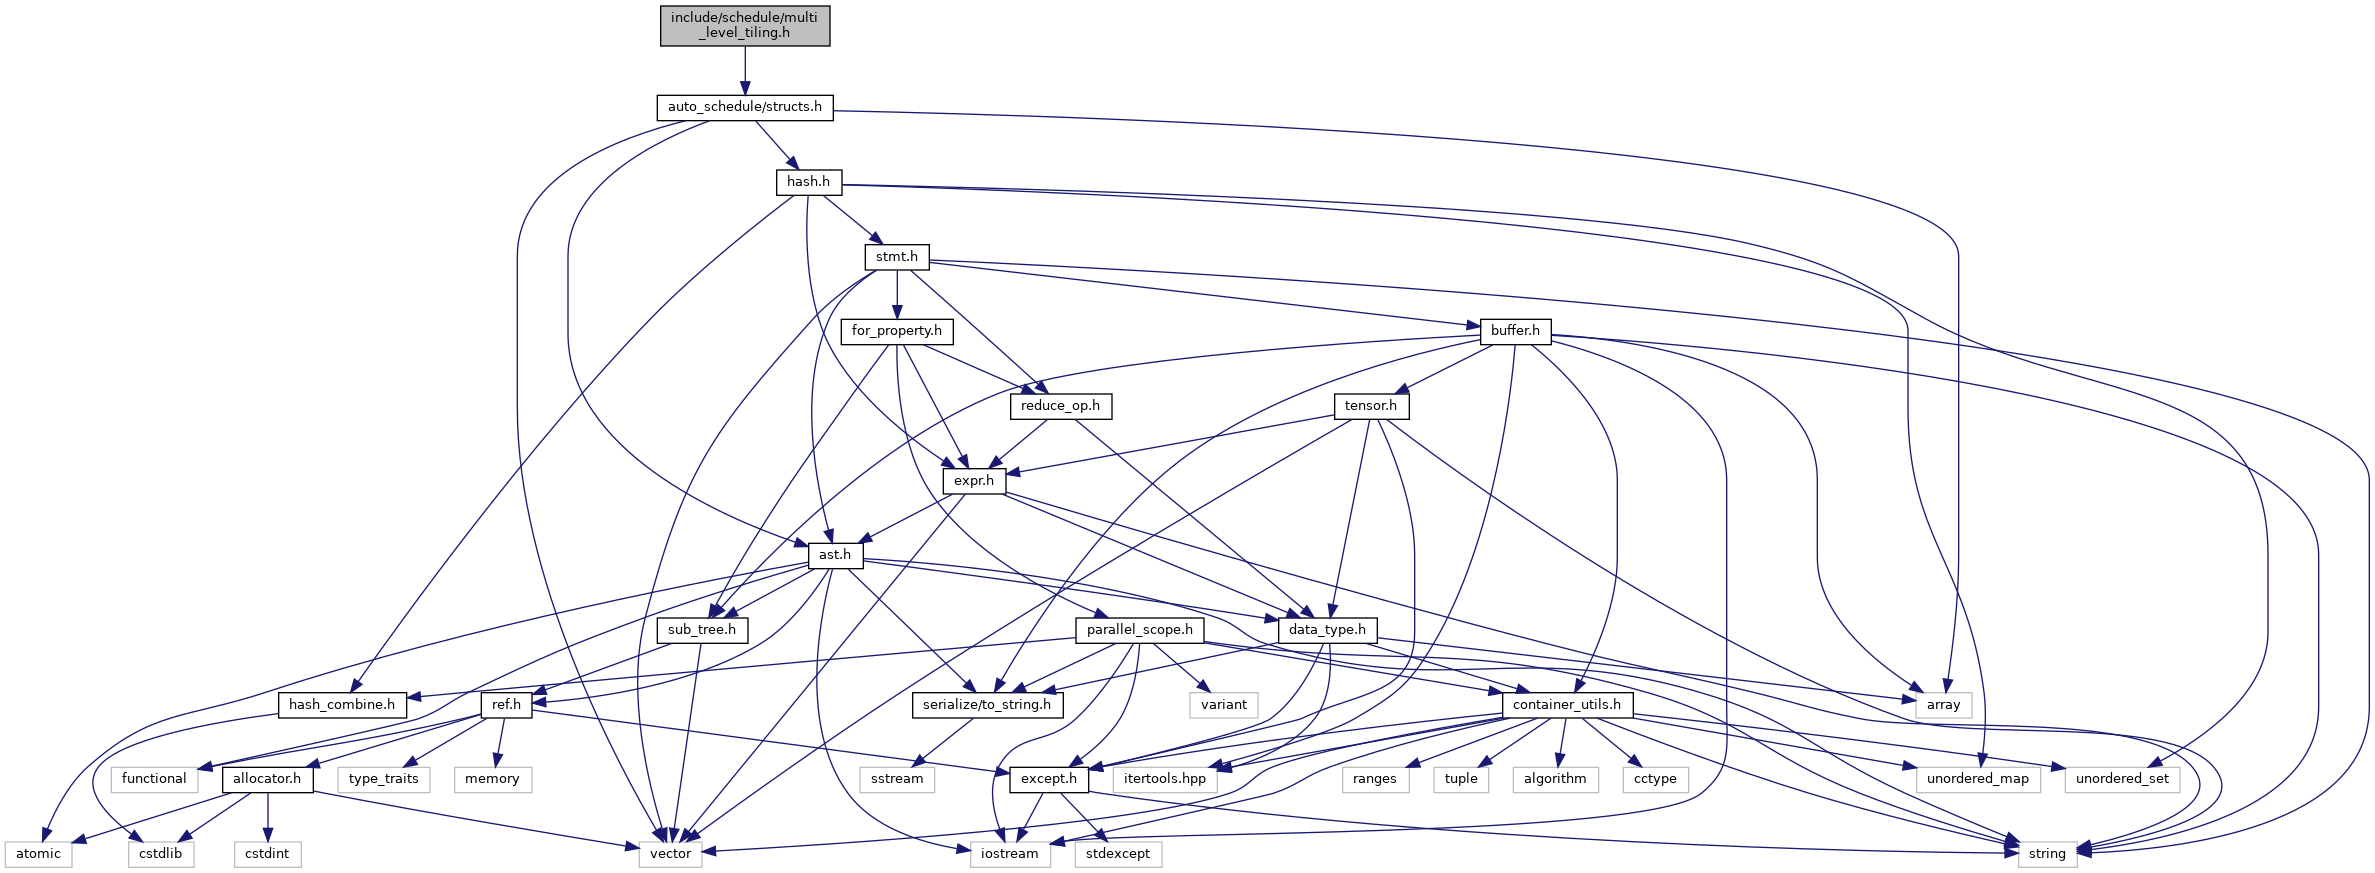 include/schedule/multi
_level_tiling.h
auto_schedule/structs.h
hash.h
stmt.h
for_property.h
buffer.h
reduce_op.h
tensor.h
expr.h
ast.h
sub_tree.h
parallel_scope.h
data_type.h
hash_combine.h
ref.h
serialize/to_string.h
variant
container_utils.h
array
functional
allocator.h
type_traits
memory
sstream
except.h
itertools.hpp
ranges
tuple
algorithm
cctype
unordered_map
unordered_set
atomic
cstdlib
cstdint
vector
iostream
stdexcept
string